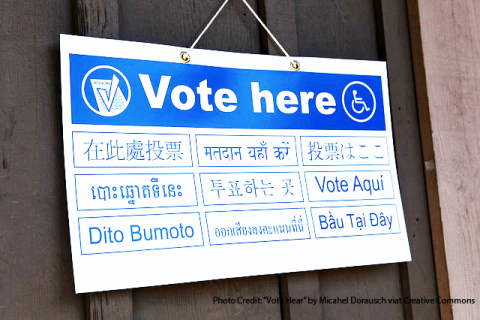 Vote here
在此處投票
मतदान यहाँ करें
投票はここ
បោះឆ្នោតទីនេះ
투표하는 곳
Vote Aquí
Dito Bumoto
ออกเสียงลงคะแนนที่นี่
Bầu Tại Đây
Photo Credit: "Vote Hear" by Micahel Dorausch viat Creative Commons